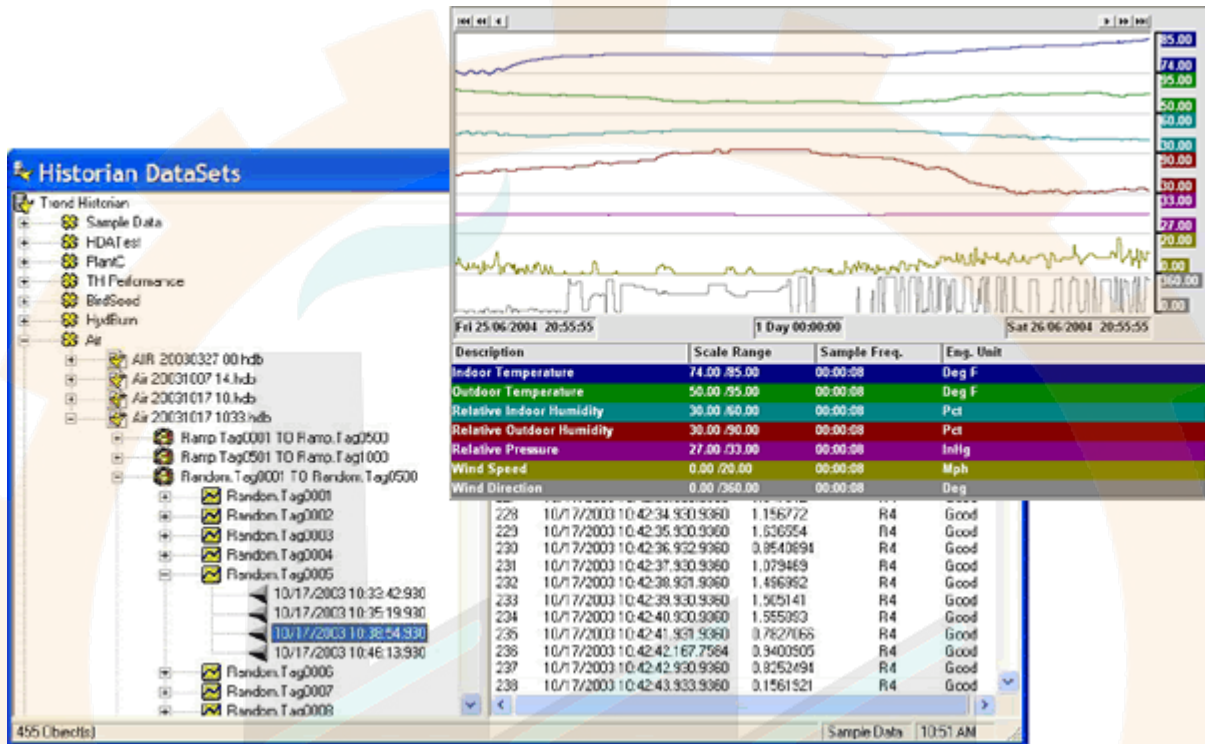 85.00
74.00
95.00
50.00
60.00
30.00
90.00
30.00
33.00
27.00
20.00
0.00
360.00
0.00
Fri 25/06/2004 20:55:55 1 Day 00:00:00 Sat 26/06/2004 20:55:55
Description Scale Range Sample Freq. Eng. Unit
Indoor Temperature 74.00 /85.00 00:00:08 Deg F
Outdoor Temperature 50.00 /95.00 00:00:08 Deg F
Relative Indoor Humidity 30.00 /60.00 00:00:08 Pct
Relative Outdoor Humidity 30.00 /90.00 00:00:08 Pct
Relative Pressure 27.00 /33.00 00:00:08 InHg
Wind Speed 0.00 /20.00 00:00:08 Mph
Wind Direction 0.00 /360.00 00:00:08 Deg
Historian DataSets
Trend Historian
Sample Data
HDATest
PlantC
TH Performance
BirdSeed
HydBurn
Air
AIR 20030327 00.hdb
Air 20031007 14.hdb
Air 20031017 10.hdb
Air 20031017 1033.hdb
Ramp.Tag0001 TO Ramp.Tag0500
Ramp.Tag0501 TO Ramp.Tag1000
Random.Tag0001 TO Random.Tag0500
Random.Tag0001
Random.Tag0002
Random.Tag0003
Random.Tag0004
Random.Tag0005
10/17/2003 10:33:42.930
10/17/2003 10:35:19.930
10/17/2003 10:38:54.930
10/17/2003 10:46:13.930
Random.Tag0006
Random.Tag0007
Random.Tag0008
228 10/17/2003 10:42:34.930.9360 1.156772 R4 Good
229 10/17/2003 10:42:35.930.9360 1.636554 R4 Good
230 10/17/2003 10:42:36.932.9360 0.8540894 R4 Good
231 10/17/2003 10:42:37.930.9360 1.079469 R4 Good
232 10/17/2003 10:42:38.931.9360 1.496992 R4 Good
233 10/17/2003 10:42:39.930.9360 1.505141 R4 Good
234 10/17/2003 10:42:40.930.9360 1.555093 R4 Good
235 10/17/2003 10:42:41.931.9360 0.7827066 R4 Good
236 10/17/2003 10:42:42.167.7584 0.9400905 R4 Good
237 10/17/2003 10:42:42.930.9360 0.8252494 R4 Good
238 10/17/2003 10:42:43.933.9360 0.1561921 R4 Good
455 Object(s) Sample Data 10:51 AM